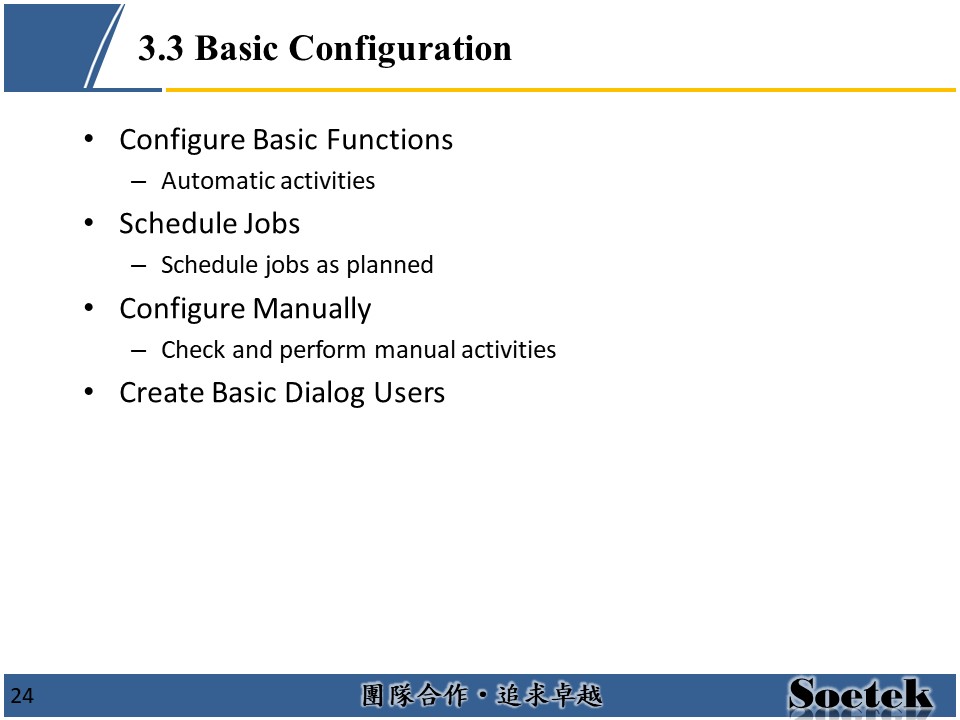 3.3 Basic Configuration
• Configure Basic Functions
– Automatic activities
• Schedule Jobs
– Schedule jobs as planned
• Configure Manually
– Check and perform manual activities
• Create Basic Dialog Users
24
團隊合作·追求卓越
Soetek